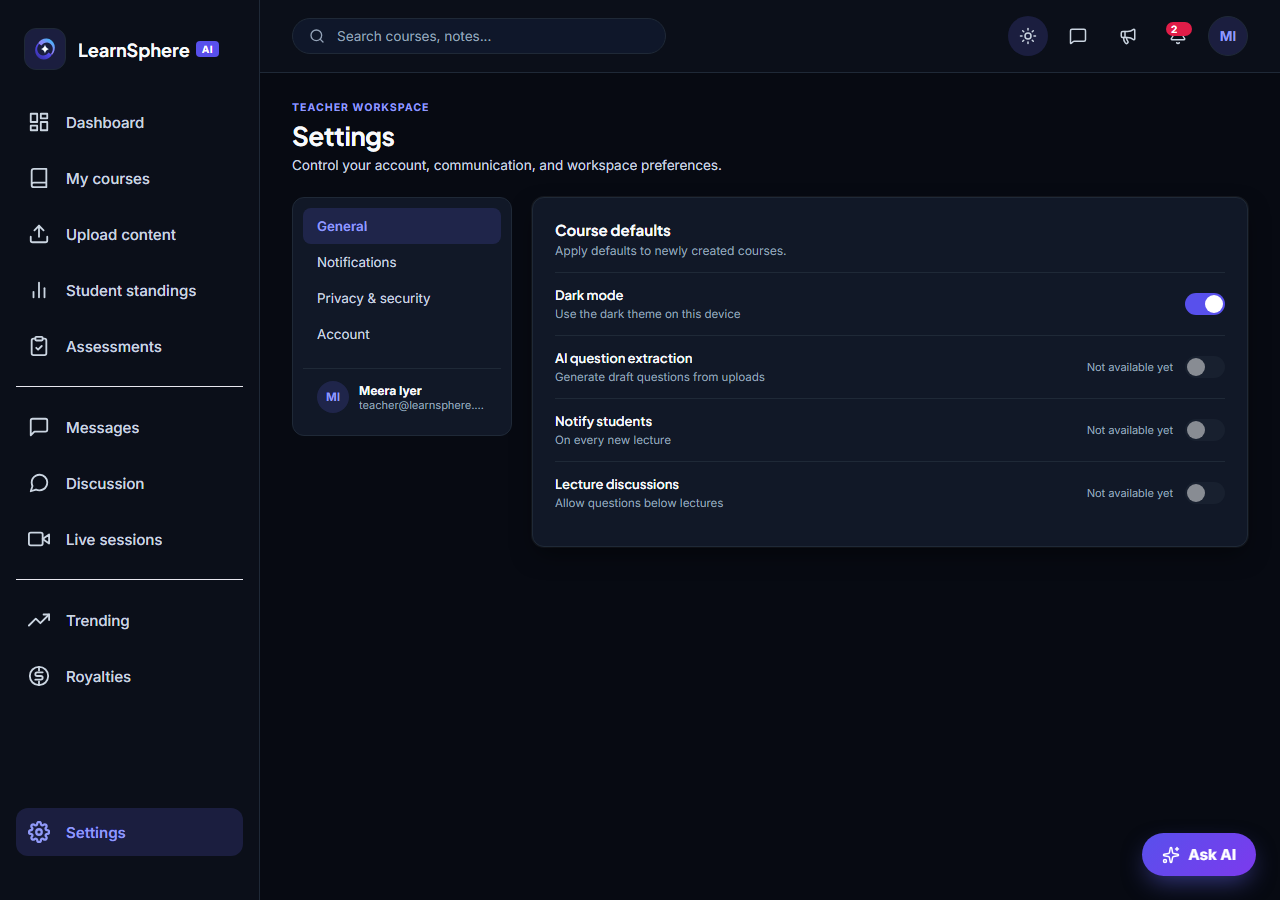 LearnSphere AI
Search courses, notes...
2
MI
Dashboard
My courses
Upload content
Student standings
Assessments
Messages
Discussion
Live sessions
Trending
Royalties
Settings
TEACHER WORKSPACE
Settings
Control your account, communication, and workspace preferences.
General
Notifications
Privacy & security
Account
MI
Meera Iyer
teacher@learnsphere....
Course defaults
Apply defaults to newly created courses.
Dark mode
Use the dark theme on this device
AI question extraction
Generate draft questions from uploads
Not available yet
Notify students
On every new lecture
Not available yet
Lecture discussions
Allow questions below lectures
Not available yet
Ask AI